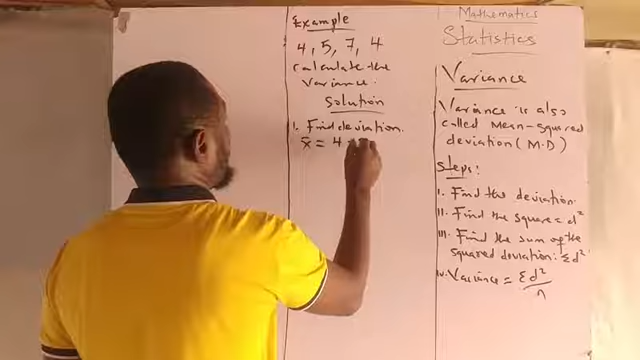 Example
4, 5, 7, 4
Calculate the
Variance.
Solution
1. Find deviation.
x̄ = 4
Mathematics
Statistics
Variance
Variance is also
called Mean-squared
deviation (M.D)
Steps:
I. Find the deviation.
II. Find the square = d²
III. Find the sum of the
squared deviation: Σd²
IV. Variance = Σd²/n